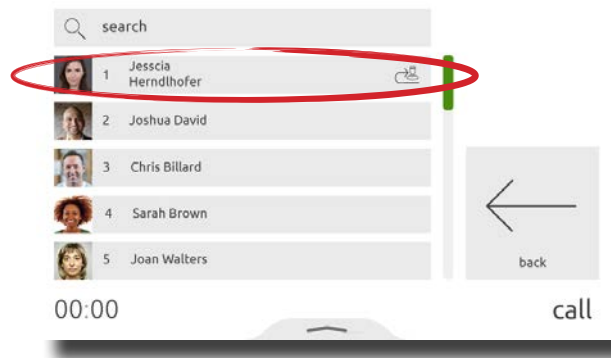 search
1 Jesscia
Herndlhofer
2 Joshua David
3 Chris Billard
4 Sarah Brown
5 Joan Walters
back
00:00
call